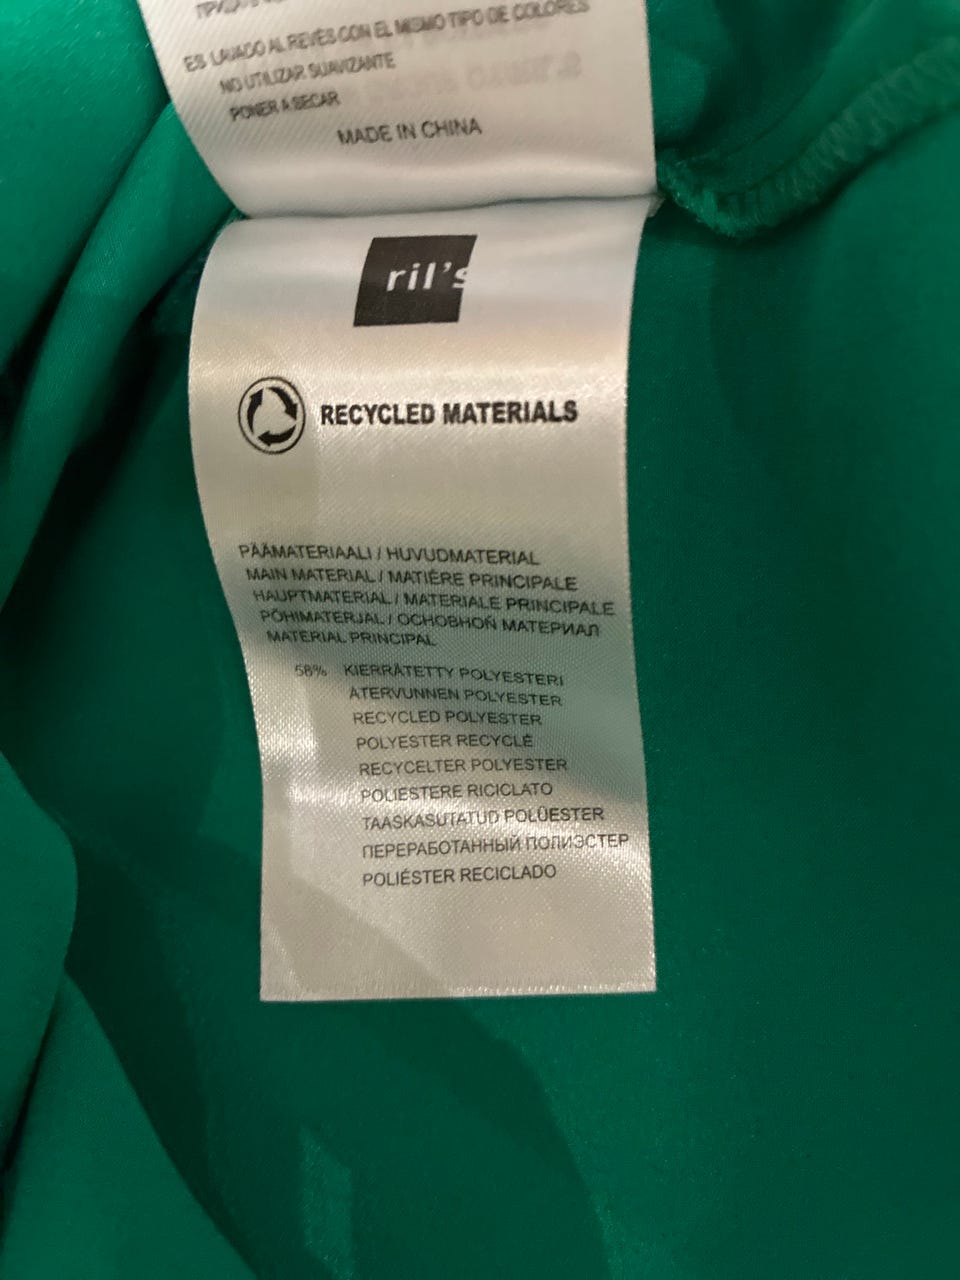 ES LAVADO AL REVÉS CON EL MISMO TIPO DE COLORES
NO UTILIZAR SUAVIZANTE
PONER A SECAR
MADE IN CHINA
ril's
RECYCLED MATERIALS
PÄÄMATERIAALI / HUVUDMATERIAL
MAIN MATERIAL / MATIÈRE PRINCIPALE
HAUPTMATERIAL / MATERIALE PRINCIPALE
PÕHIMATERJAL / ОСНОВНОЙ МАТЕРИАЛ
MATERIAL PRINCIPAL
58% KIERRÄTETTY POLYESTERI
ÅTERVUNNEN POLYESTER
RECYCLED POLYESTER
POLYESTER RECYCLÉ
RECYCELTER POLYESTER
POLIESTERE RICICLATO
TAASKASUTATUD POLÜESTER
ПЕРЕРАБОТАННЫЙ ПОЛИЭСТЕР
POLIÉSTER RECICLADO